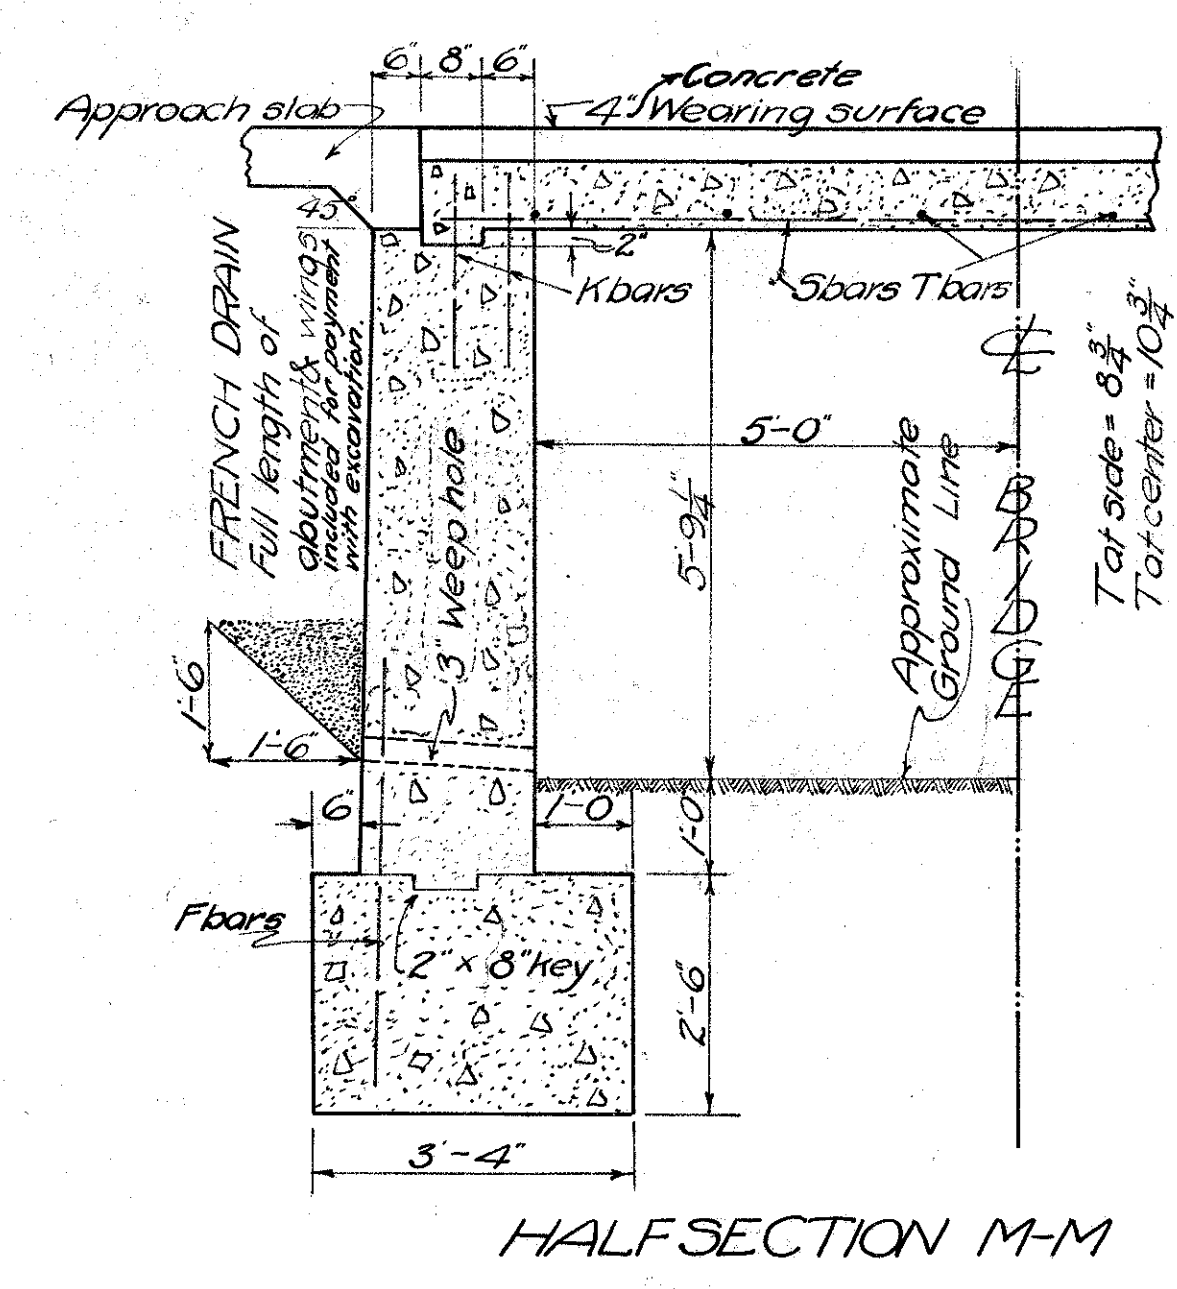 6" 8" 6"
Concrete
Approach slab
4" Wearing surface
45°
2"
K bars
S bars T bars
FRENCH DRAIN
Full length of
abutment & wings
included for payment
with excavation.
3" Weep hole
5'-0"
5'-9 1/4"
Approximate
Ground Line
℄
BRIDGE
T at side = 8 3/4"
T at center = 10 3/4"
1'-6"
1'-6"
6"
1'-0
1'-0
F bars
2" x 8" key
2'-6"
3'-4"
HALF SECTION M-M